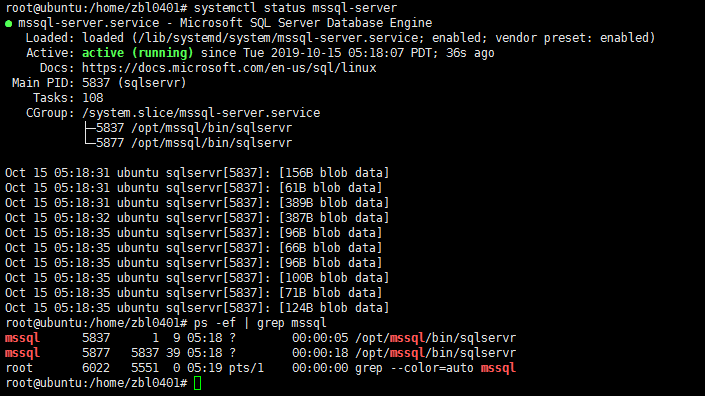 root@ubuntu:/home/zbl0401# systemctl status mssql-server
● mssql-server.service - Microsoft SQL Server Database Engine
   Loaded: loaded (/lib/systemd/system/mssql-server.service; enabled; vendor preset: enabled)
   Active: active (running) since Tue 2019-10-15 05:18:07 PDT; 36s ago
     Docs: https://docs.microsoft.com/en-us/sql/linux
 Main PID: 5837 (sqlservr)
    Tasks: 108
   CGroup: /system.slice/mssql-server.service
           ├─5837 /opt/mssql/bin/sqlservr
           └─5877 /opt/mssql/bin/sqlservr

Oct 15 05:18:31 ubuntu sqlservr[5837]: [156B blob data]
Oct 15 05:18:31 ubuntu sqlservr[5837]: [61B blob data]
Oct 15 05:18:31 ubuntu sqlservr[5837]: [389B blob data]
Oct 15 05:18:32 ubuntu sqlservr[5837]: [387B blob data]
Oct 15 05:18:35 ubuntu sqlservr[5837]: [96B blob data]
Oct 15 05:18:35 ubuntu sqlservr[5837]: [66B blob data]
Oct 15 05:18:35 ubuntu sqlservr[5837]: [96B blob data]
Oct 15 05:18:35 ubuntu sqlservr[5837]: [100B blob data]
Oct 15 05:18:35 ubuntu sqlservr[5837]: [71B blob data]
Oct 15 05:18:35 ubuntu sqlservr[5837]: [124B blob data]
root@ubuntu:/home/zbl0401# ps -ef | grep mssql
mssql      5837      1  9 05:18 ?        00:00:05 /opt/mssql/bin/sqlservr
mssql      5877   5837 39 05:18 ?        00:00:18 /opt/mssql/bin/sqlservr
root       6022   5551  0 05:19 pts/1    00:00:00 grep --color=auto mssql
root@ubuntu:/home/zbl0401#